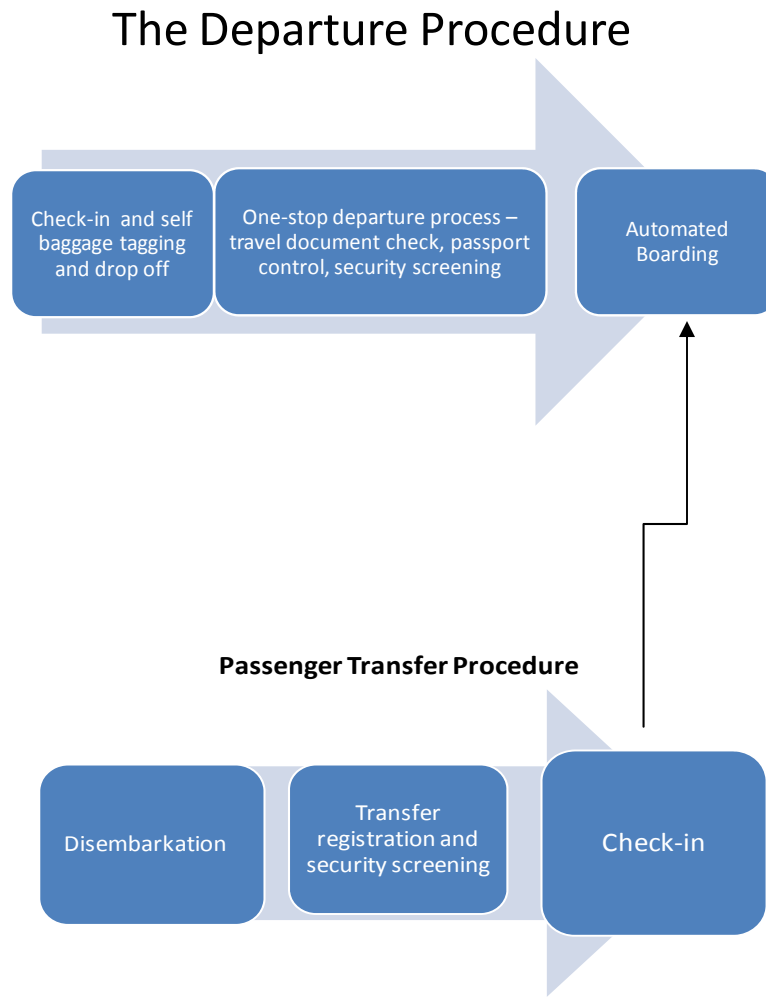 The Departure Procedure
Check-in and self
baggage tagging
and drop off
One-stop departure process –
travel document check, passport
control, security screening
Automated
Boarding
Passenger Transfer Procedure
Disembarkation
Transfer
registration and
security screening
Check-in